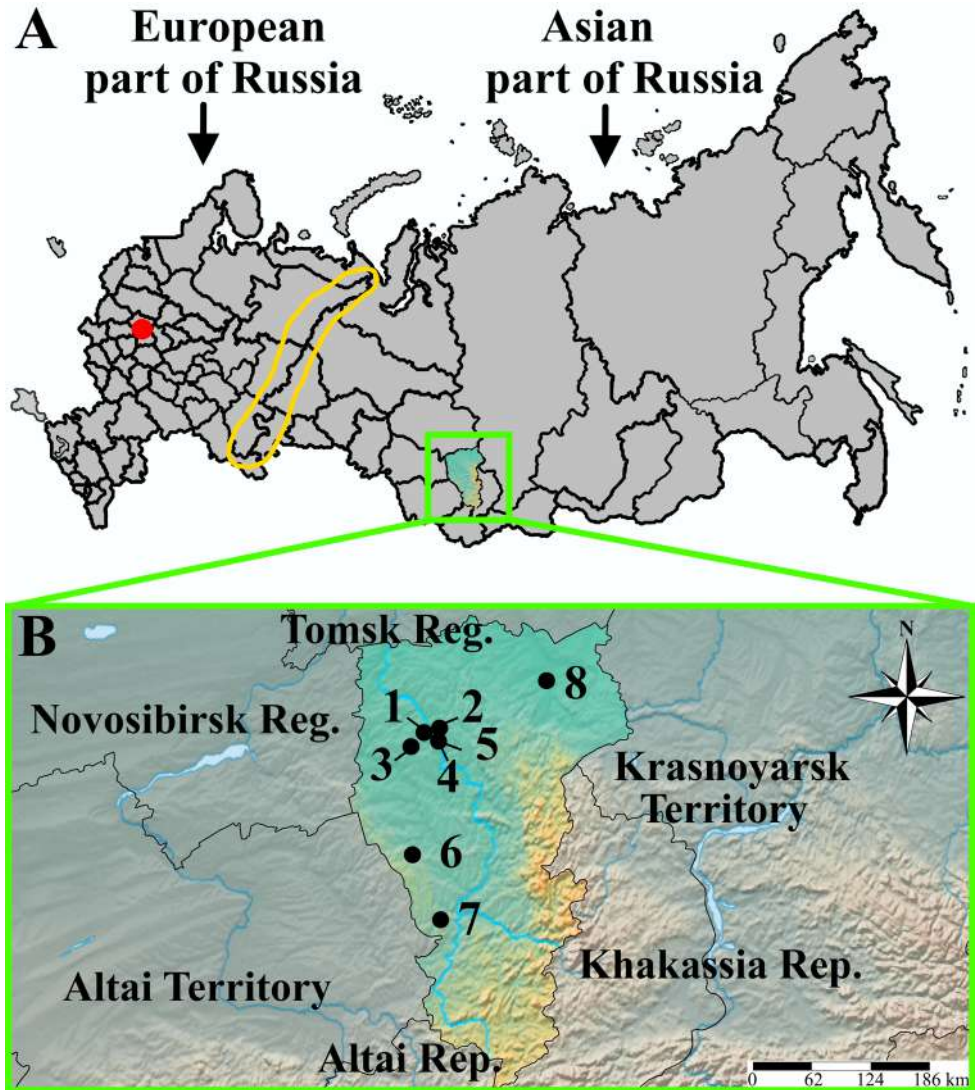 A
European
part of Russia
Asian
part of Russia
B
Tomsk Reg.
N
Novosibirsk Reg.
1
2
8
3
4
5
Krasnoyarsk
Territory
6
7
Altai Territory
Khakassia Rep.
Altai Rep.
0 62 124 186 km